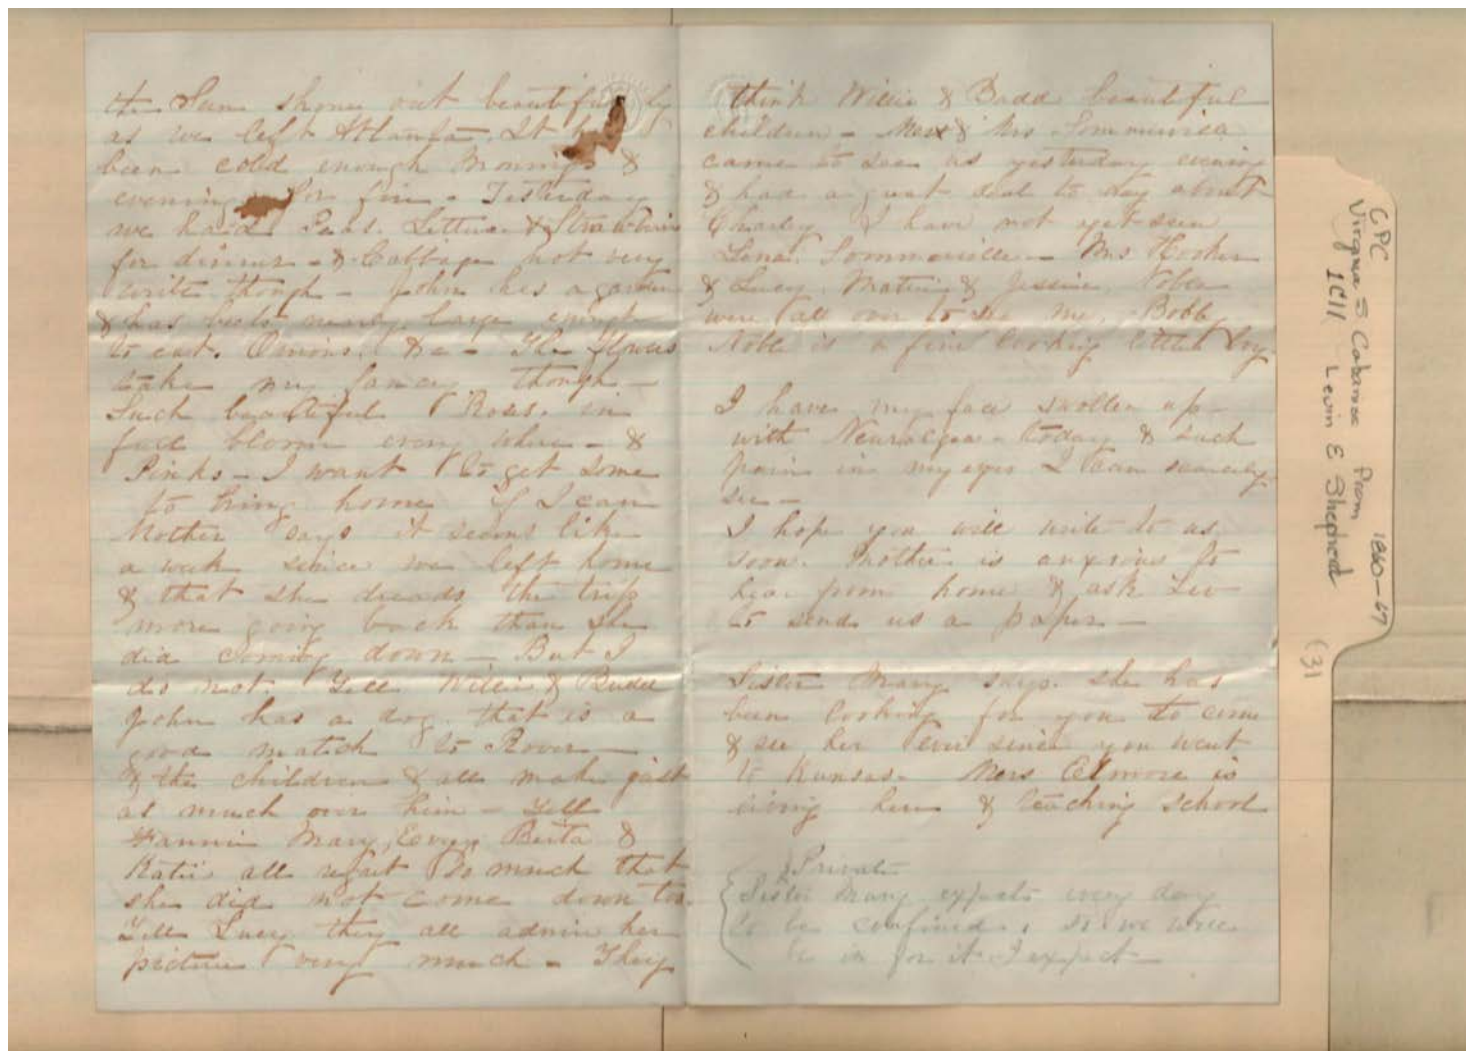 the Sun shone out beautifully
as we left Atlanta. It h
been cold enough mornings &
evenings for fire - Yesterday
we had Peas. Lettuce & Strawberries
for dinner - & Cabbage not very
white though - John has a garden
& has beets nearly large enough
to eat. Onions. &c - The flowers
take my fancy though -
Such beautiful Roses. in
full bloom every where - &
Pinks - I want to get some
to bring home if I can
Mother says it seems like
a week since we left home
& that she dreads the trip
more going back than she
did coming down - But I
do not. Tell Willie & Budd
John has a dog. that is a
good match to Rover -
& the children & all make just
as much over him - Tell
Fannie Mary, Berta &
Katie all regret so much that
she did not come down too.
Tell Lucy they all admire her
picture very much - They
think Willie & Budd beautiful
children - & Mrs Sommerville
came to see us yesterday evening
& had a great deal to say about
Charley I have not yet seen
Lena. Sommerville - Mrs Hooker
& Lucy. Mattie & Jessie. Noble
were all over to see me. Bobb
Noble is a fine looking little boy
I have my face swollen up -
with Neuralgia - today & such
pain in my eyes I can scarcely
see -
I hope you will write to us
soon. Mother is anxious to
hear from home & ask Lev
to send us a paper -
Sister Mary says. she has
been looking for you to come
& see her ever since you went
to Kansas. Mrs Elmore is
living here & teaching school
Private
Sister Mary expects every day
to be confined, so we will
be in for it I expect -
CPC
Virginia S Cabaniss From 1860-67
1C11 Levin E Shepherd
(3)